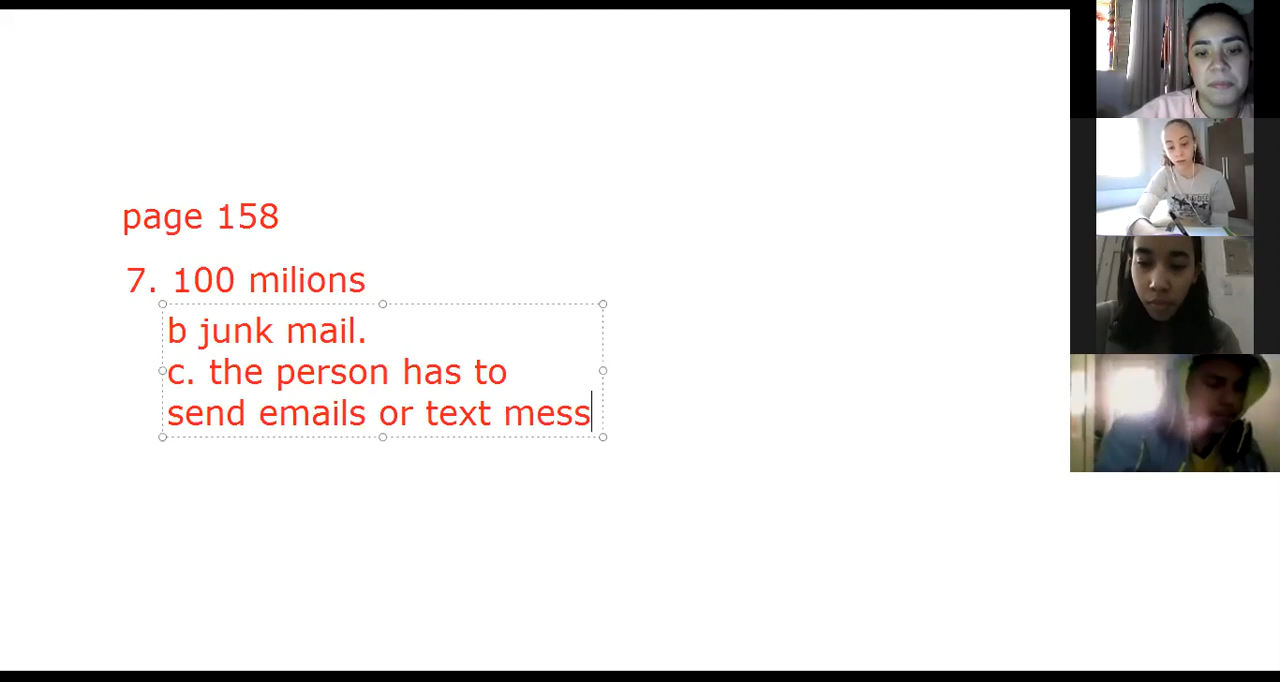 page 158
7. 100 milions
b junk mail.
c. the person has to
send emails or text mess